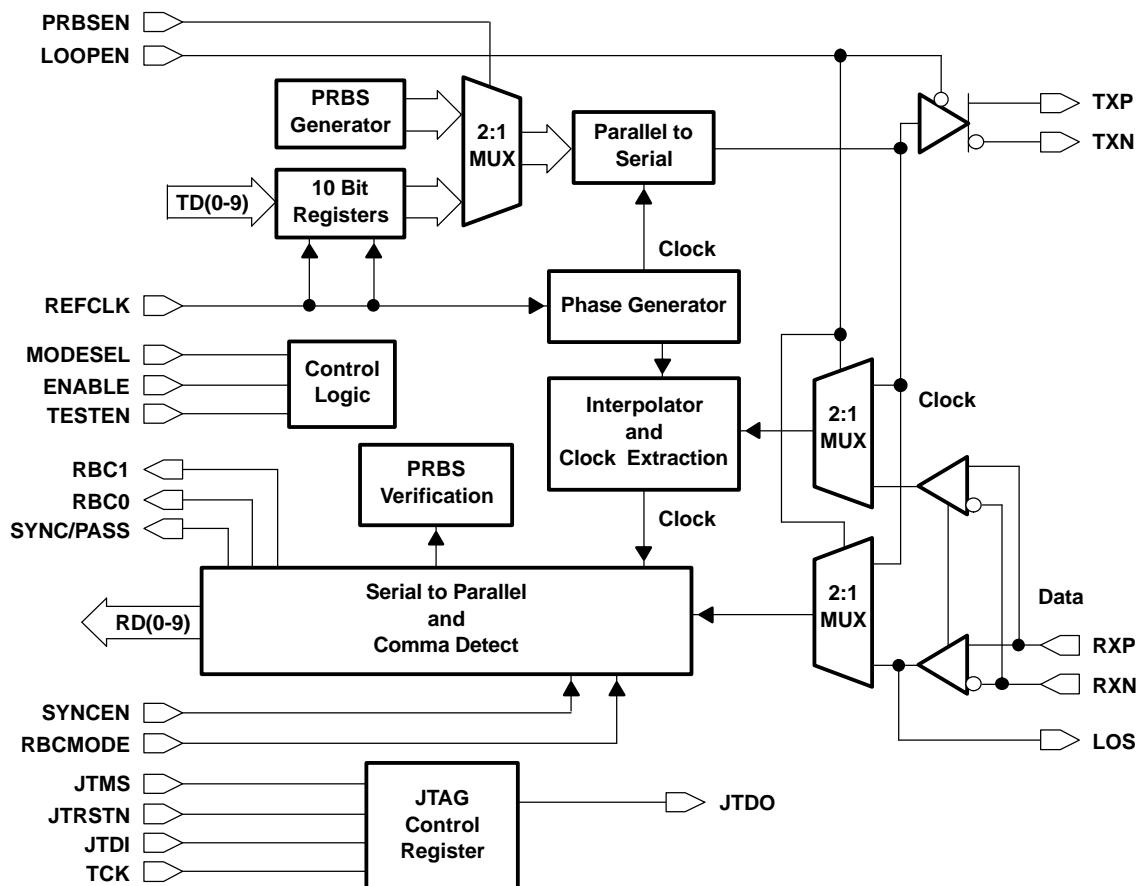 PRBSEN
LOOPEN
PRBS
Generator
2:1
MUX
Parallel to
Serial
TXP
TXN
TD(0-9)
10 Bit
Registers
Clock
REFCLK
Phase Generator
MODESEL
ENABLE
TESTEN
Control
Logic
Interpolator
and
Clock Extraction
2:1
MUX
Clock
RBC1
RBC0
SYNC/PASS
PRBS
Verification
Clock
RD(0-9)
Serial to Parallel
and
Comma Detect
2:1
MUX
Data
RXP
RXN
SYNCEN
RBCMODE
LOS
JTMS
JTRSTN
JTDI
TCK
JTAG
Control
Register
JTDO